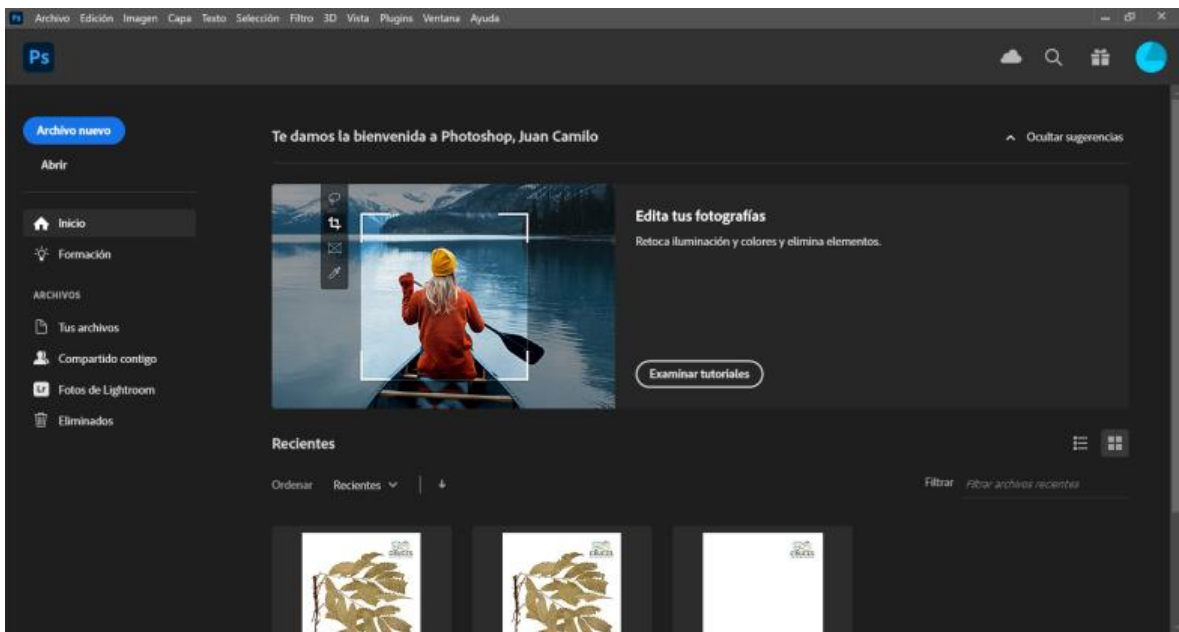 Archivo Edición Imagen Capa Texto Selección Filtro 3D Vista Plugins Ventana Ayuda
Ps
Archivo nuevo
Abrir
Te damos la bienvenida a Photoshop, Juan Camilo
Ocultar sugerencias
Inicio
Formación
ARCHIVOS
Tus archivos
Compartido contigo
Lr Fotos de Lightroom
Eliminados
Edita tus fotografías
Retoca iluminación y colores y elimina elementos.
Examinar tutoriales
Recientes
Ordenar Recientes
Filtrar Filtrar archivos recientes